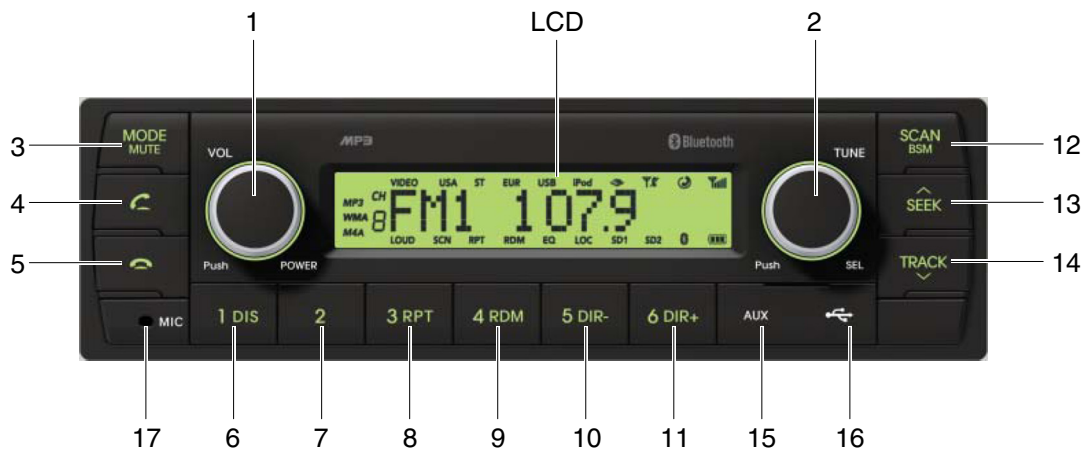 1 LCD 2
MODE
MUTE
VOL
MP3
Bluetooth
TUNE
SCAN
BSM
3
12
VIDEO USA ST EUR USB iPod
4
MP3 CH
WMA 8 FM1 107.9
M4A
SEEK
13
LOUD SCN RPT RDM EQ LOC SD1 SD2
5
Push POWER
Push SEL
TRACK
14
MIC
1 DIS 2 3 RPT 4 RDM 5 DIR- 6 DIR+ AUX
17 6 7 8 9 10 11 15 16